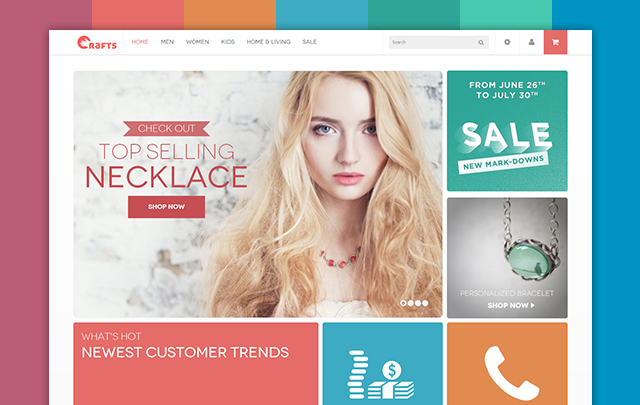 CRAFTS
HOME MEN WOMEN KIDS HOME & LIVING SALE
Search
CHECK OUT
TOP SELLING
NECKLACE
SHOP NOW
FROM JUNE 26TH
TO JULY 30TH
SALE
NEW MARK-DOWNS
PERSONALIZED BRACELET
SHOP NOW
WHAT'S HOT
NEWEST CUSTOMER TRENDS
$